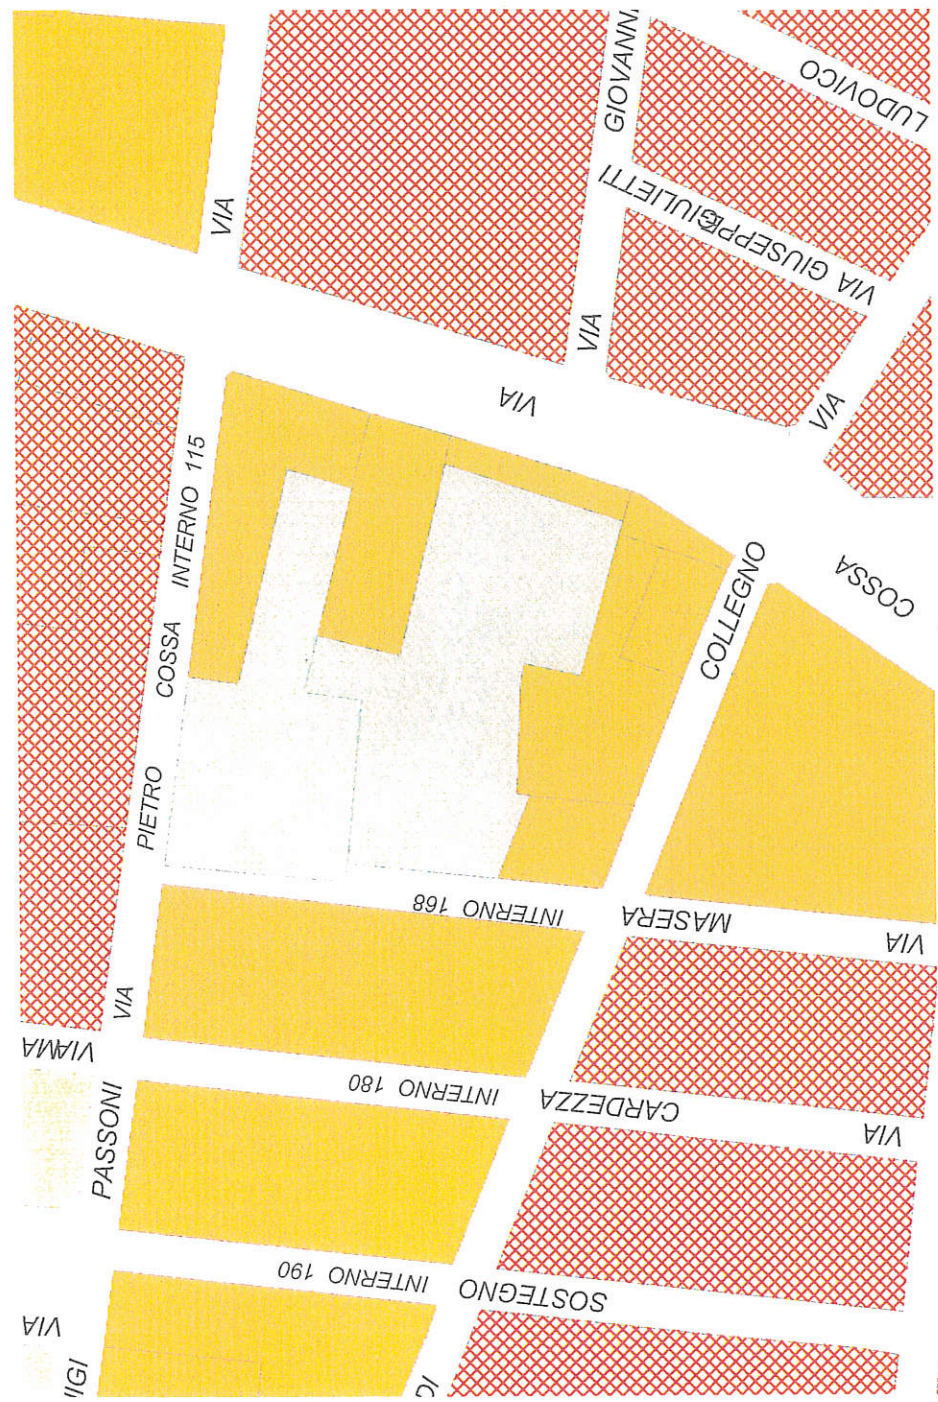 LUDOVICO
GIOVANNI
VIA GIUSEPPE GIULIETTI
VIA
VIA
VIA
VIA
INTERNO 115
COSSA
COLLEGNO
COSSA
PIETRO
INTERNO 168
MASERA
VIA
VIA
VIAMA
INTERNO 180
CARDEZZA
VIA
PASSONI
INTERNO 190
SOSTEGNO
VIA
IGI
DI